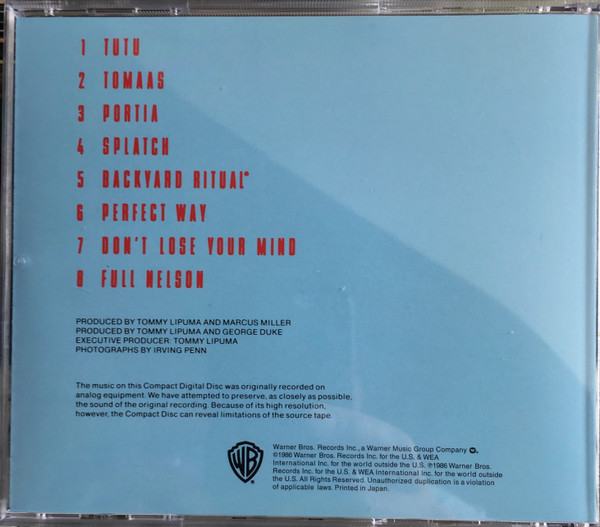 1 TUTU
2 TOMAAS
3 PORTIA
4 SPLATCH
5 BACKYARD RITUAL*
6 PERFECT WAY
7 DON'T LOSE YOUR MIND
8 FULL NELSON
PRODUCED BY TOMMY LIPUMA AND MARCUS MILLER
PRODUCED BY TOMMY LIPUMA AND GEORGE DUKE
EXECUTIVE PRODUCER: TOMMY LIPUMA
PHOTOGRAPHS BY IRVING PENN
The music on this Compact Digital Disc was originally recorded on
analog equipment. We have attempted to preserve, as closely as possible,
the sound of the original recording. Because of its high resolution,
however, the Compact Disc can reveal limitations of the source tape.
WB
Warner Bros. Records Inc., a Warner Music Group Company
©1986 Warner Bros. Records Inc. for the U.S. & WEA
International Inc. for the world outside the U.S. ℗1986 Warner Bros.
Records Inc. for the U.S. & WEA International Inc. for the world outside
the U.S. All Rights Reserved. Unauthorized duplication is a violation
of applicable laws. Printed in Japan.